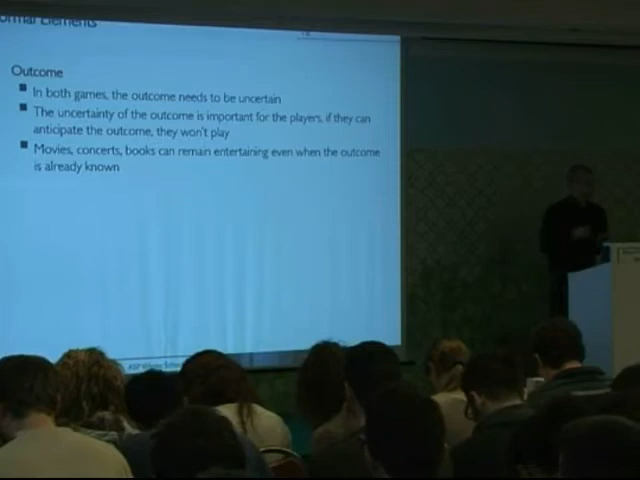 ormal Elements
Outcome
In both games, the outcome needs to be uncertain
The uncertainty of the outcome is important for the players, if they can
anticipate the outcome, they won't play
Movies, concerts, books can remain entertaining even when the outcome
is already known